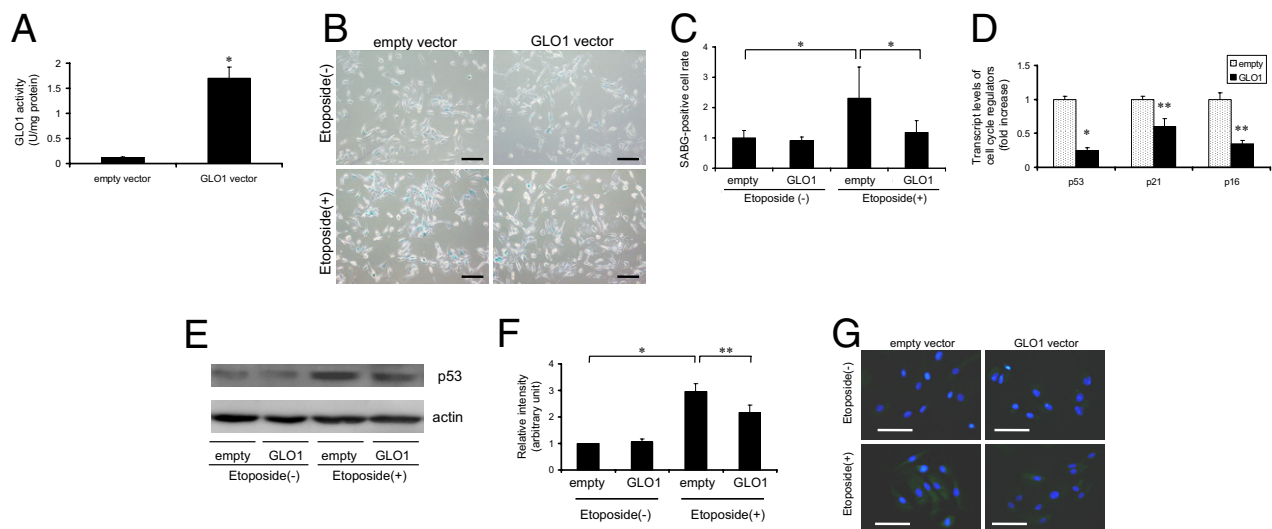 A
GLO1 activity
(U/mg protein)
2
1.5
1
0.5
0
*
empty vector
GLO1 vector
B
empty vector
GLO1 vector
Etoposide(-)
Etoposide(+)
C
SABG-positive cell rate
5
4
3
2
1
0
*
*
empty
GLO1
empty
GLO1
Etoposide (-)
Etoposide(+)
D
Transcript levels of
cell cycle regulators
(fold increase)
1.5
1
0.5
0
empty
GLO1
*
**
**
p53
p21
p16
E
p53
actin
empty
GLO1
empty
GLO1
Etoposide(-)
Etoposide(+)
F
Relative intensity
(arbitrary unit)
4
3
2
1
0
*
**
empty
GLO1
empty
GLO1
Etoposide(-)
Etoposide(+)
G
empty vector
GLO1 vector
Etoposide(-)
Etoposide(+)